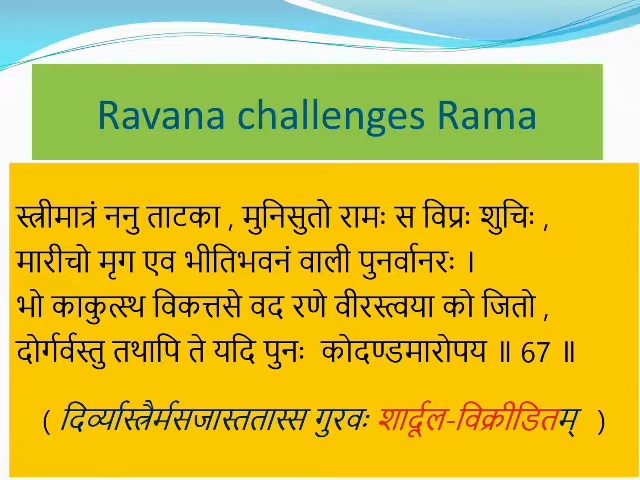 Ravana challenges Rama
स्त्रीमात्रं ननु ताटका , मुनिसुतो रामः स विप्रः शुचिः ,
मारीचो मृग एव भीतिभवनं वाली पुनर्वानरः ।
भो काकुत्स्थ विकत्तसे वद रणे वीरस्त्वया को जितो ,
दोर्गर्वस्तु तथापि ते यदि पुनः कोदण्डमारोपय ॥ 67 ॥
( दिर्व्यास्त्रैर्मसजास्ततास्स गुरवः शार्दूल-विक्रीडितम् )